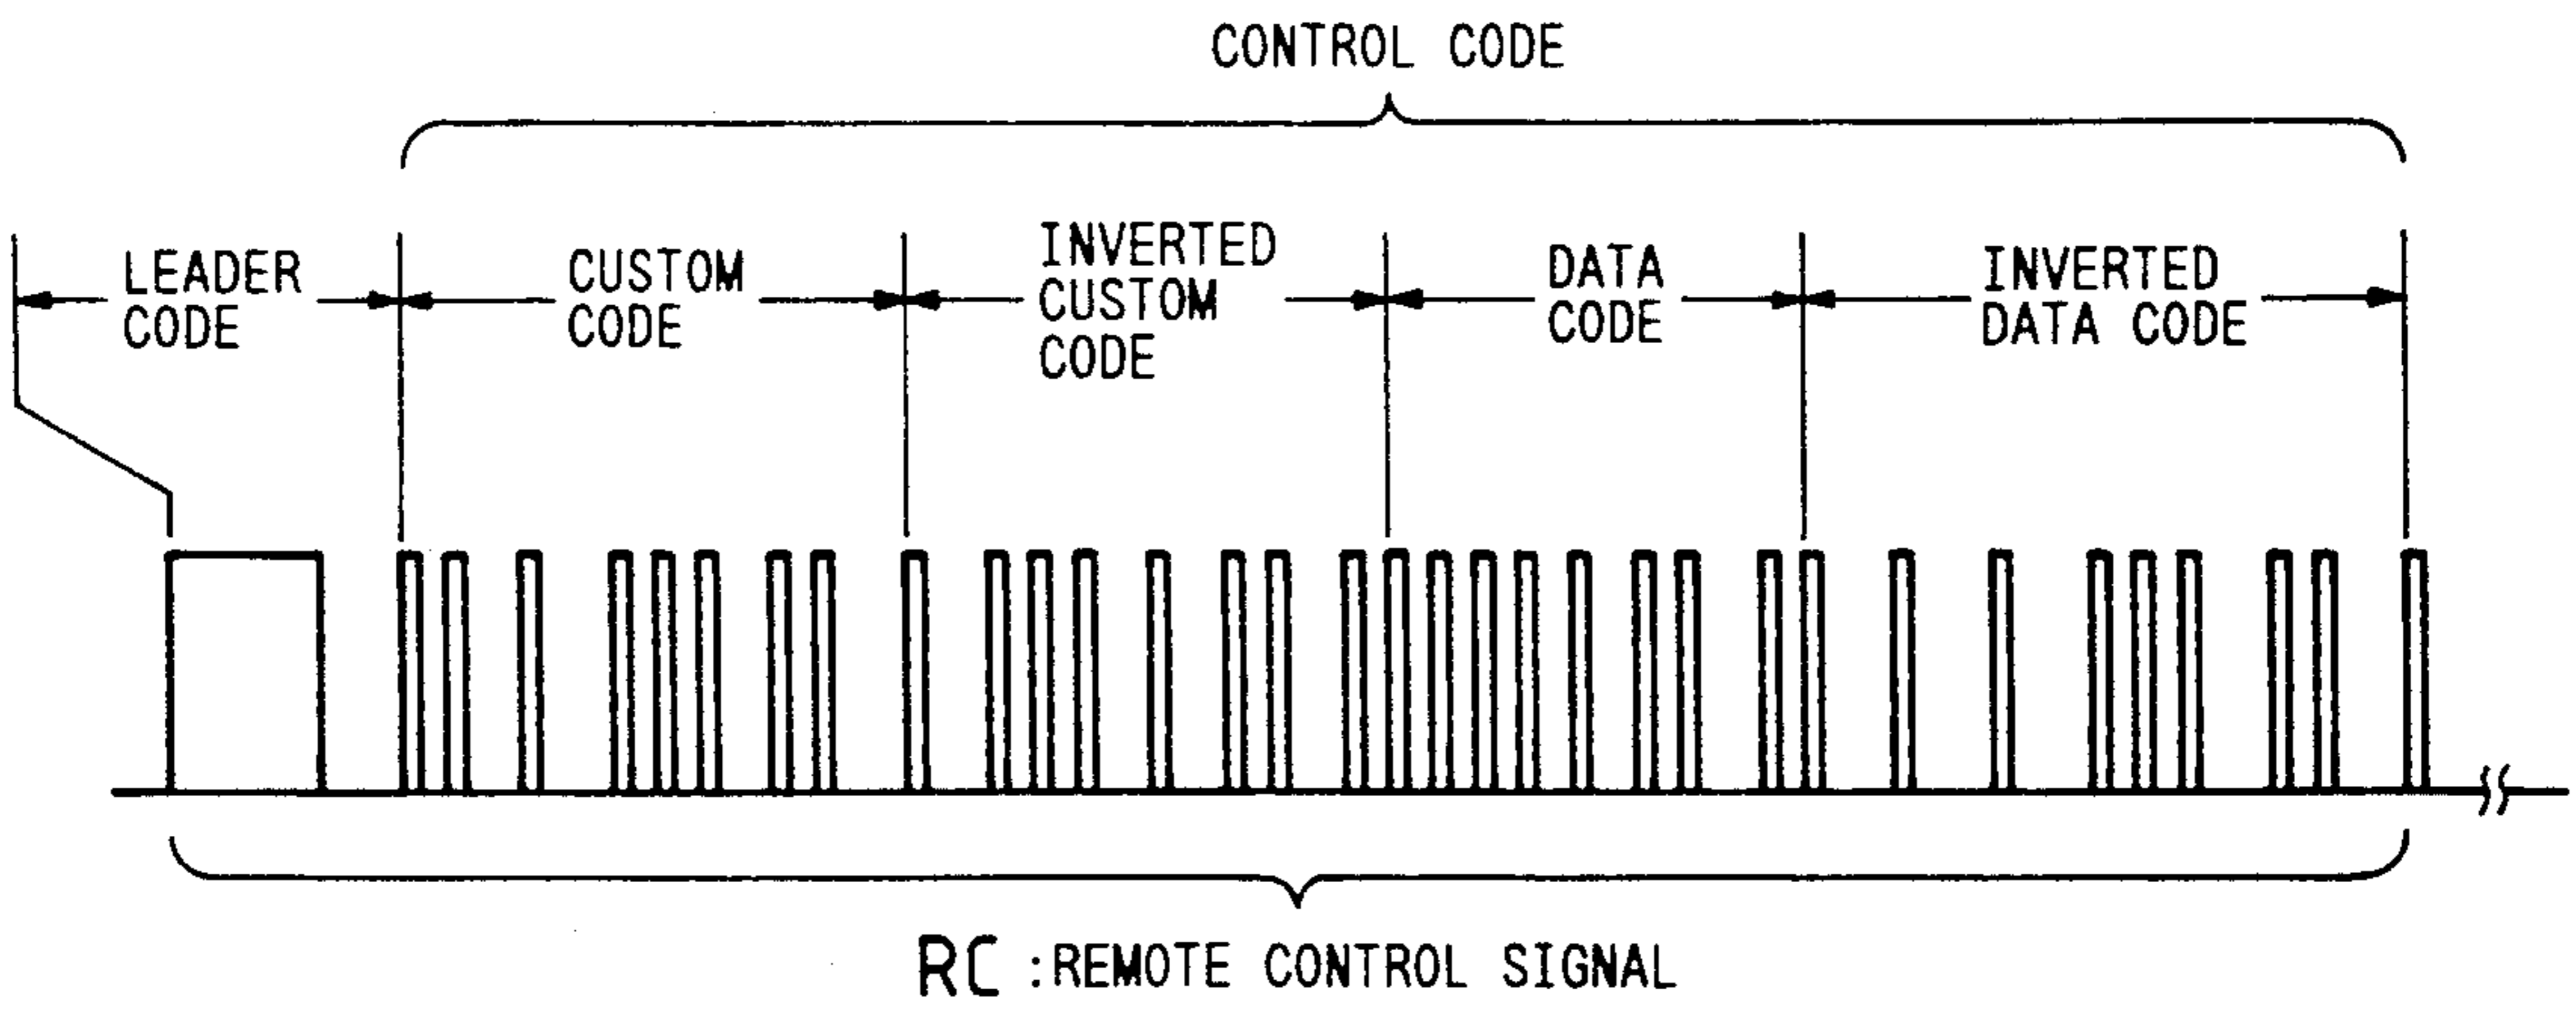 CONTROL CODE
LEADER
CODE
CUSTOM
CODE
INVERTED
CUSTOM
CODE
DATA
CODE
INVERTED
DATA CODE
RC :REMOTE CONTROL SIGNAL